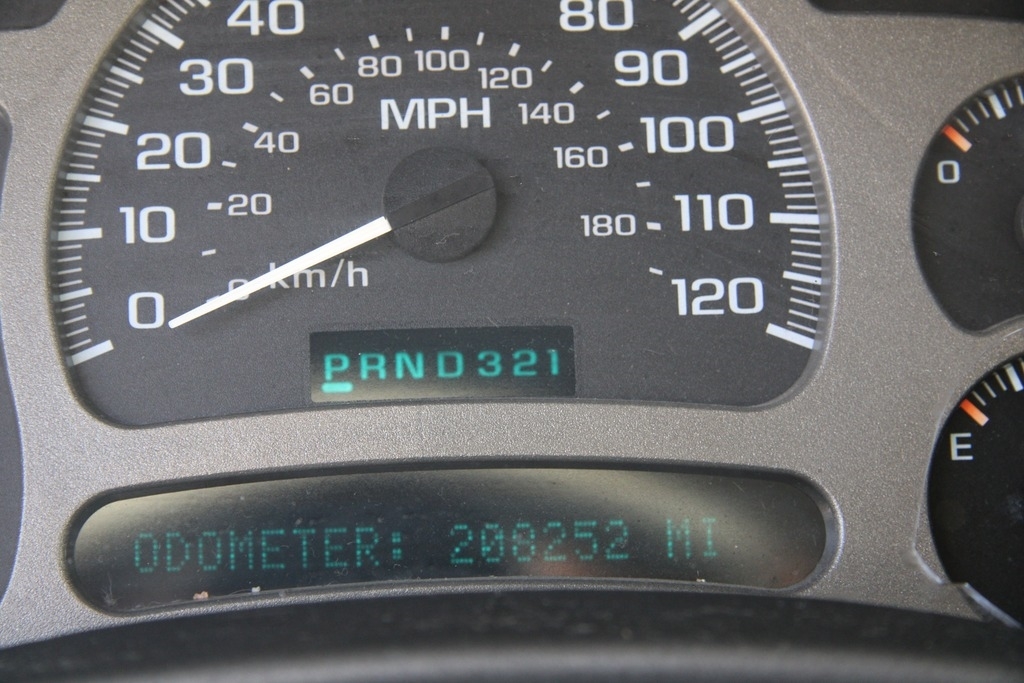 40 80
30 90
60 80 100 120
MPH 140
20 40 160 100
10 20 180 110
0 0 km/h 120
PRND321
ODOMETER: 208252 MI
0
E